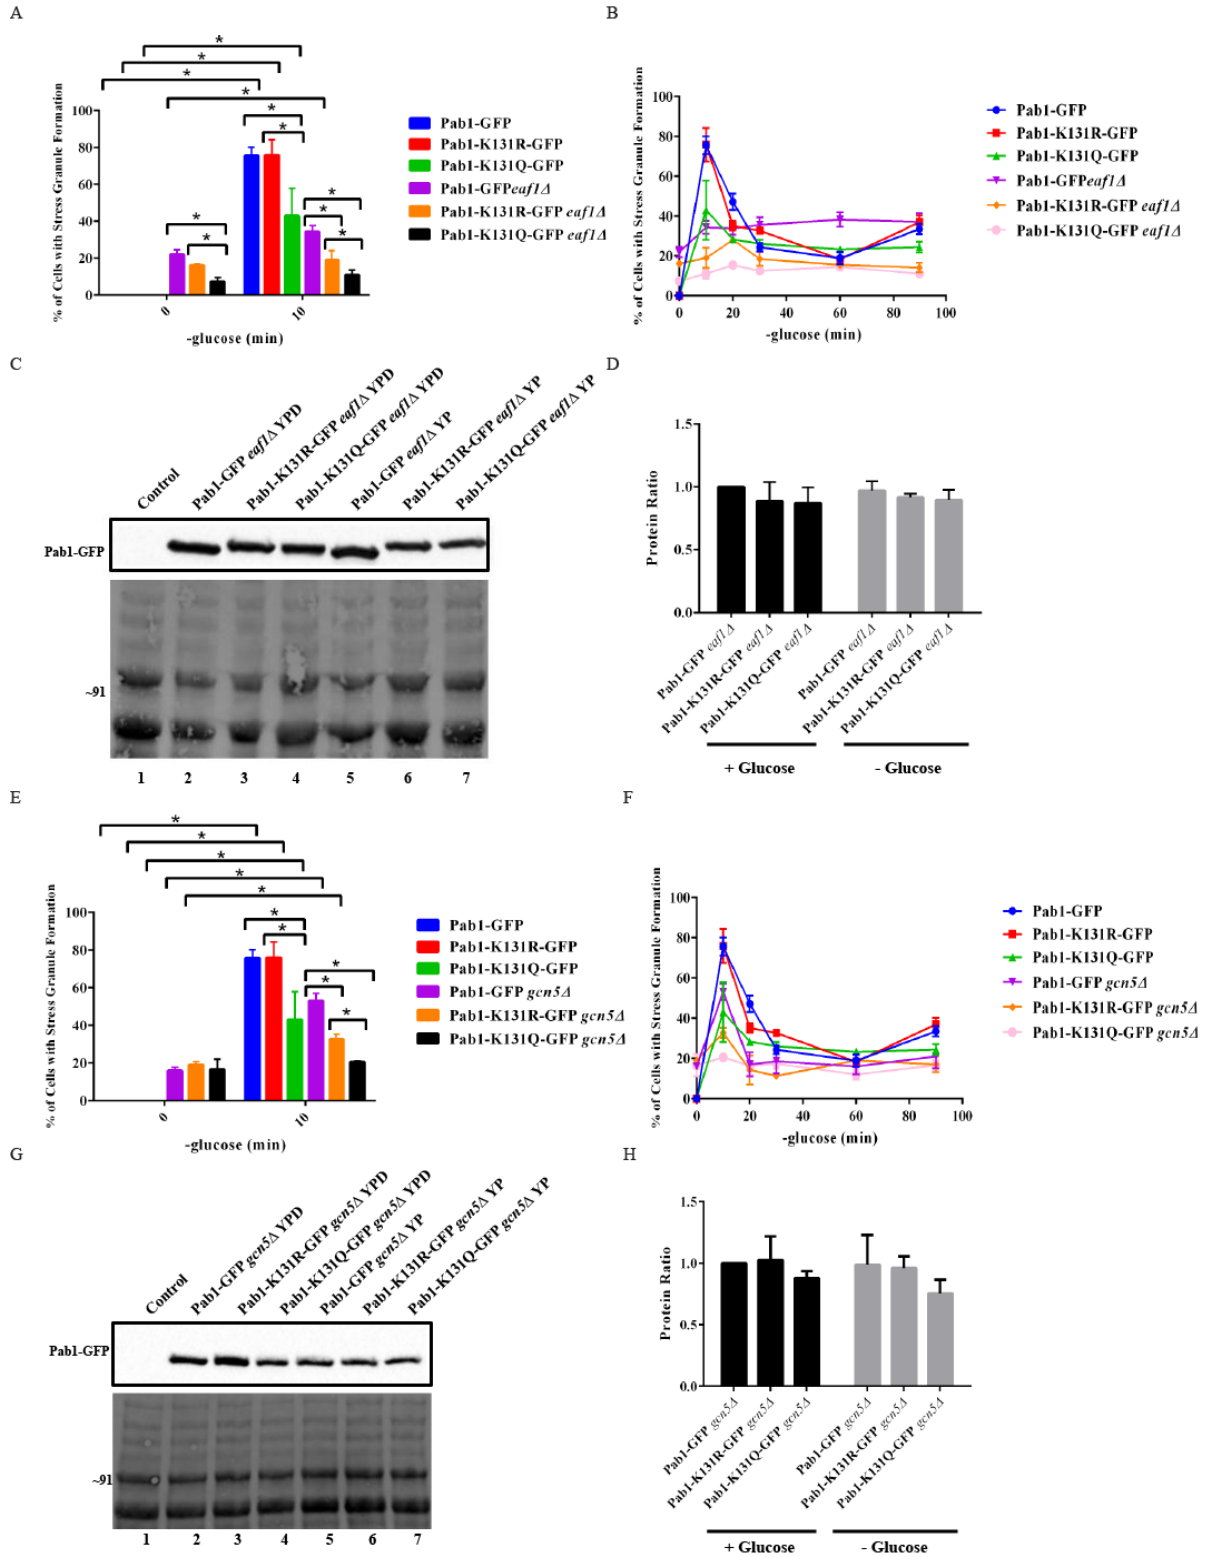 A
B
*
*
*
*
*
*
*
*
*
*
*
*
% of Cells with Stress Granule Formation
100
80
60
40
20
0
0
10
-glucose (min)
Pab1-GFP
Pab1-K131R-GFP
Pab1-K131Q-GFP
Pab1-GFPeaf1Δ
Pab1-K131R-GFP eaf1Δ
Pab1-K131Q-GFP eaf1Δ
% of Cells with Stress Granule Formation
100
80
60
40
20
0
0
20
40
60
80
100
-glucose (min)
Pab1-GFP
Pab1-K131R-GFP
Pab1-K131Q-GFP
Pab1-GFPeaf1Δ
Pab1-K131R-GFP eaf1Δ
Pab1-K131Q-GFP eaf1Δ
C
D
Control
Pab1-GFP eaf1Δ YPD
Pab1-K131R-GFP eaf1Δ YPD
Pab1-K131Q-GFP eaf1Δ YPD
Pab1-GFP eaf1Δ YP
Pab1-K131R-GFP eaf1Δ YP
Pab1-K131Q-GFP eaf1Δ YP
Pab1-GFP
~91
1 2 3 4 5 6 7
Protein Ratio
1.5
1.0
0.5
0.0
Pab1-GFP eaf1Δ
Pab1-K131R-GFP eaf1Δ
Pab1-K131Q-GFP eaf1Δ
Pab1-GFP eaf1Δ
Pab1-K131R-GFP eaf1Δ
Pab1-K131Q-GFP eaf1Δ
+ Glucose
- Glucose
E
F
*
*
*
*
*
*
*
*
*
*
% of Cells with Stress Granule Formation
100
80
60
40
20
0
0
10
-glucose (min)
Pab1-GFP
Pab1-K131R-GFP
Pab1-K131Q-GFP
Pab1-GFP gcn5Δ
Pab1-K131R-GFP gcn5Δ
Pab1-K131Q-GFP gcn5Δ
% of Cells with Stress Granule Formation
100
80
60
40
20
0
0
20
40
60
80
100
-glucose (min)
Pab1-GFP
Pab1-K131R-GFP
Pab1-K131Q-GFP
Pab1-GFP gcn5Δ
Pab1-K131R-GFP gcn5Δ
Pab1-K131Q-GFP gcn5Δ
G
H
Control
Pab1-GFP gcn5Δ YPD
Pab1-K131R-GFP gcn5Δ YPD
Pab1-K131Q-GFP gcn5Δ YPD
Pab1-GFP gcn5Δ YP
Pab1-K131R-GFP gcn5Δ YP
Pab1-K131Q-GFP gcn5Δ YP
Pab1-GFP
~91
1 2 3 4 5 6 7
Protein Ratio
1.5
1.0
0.5
0.0
Pab1-GFP gcn5Δ
Pab1-K131R-GFP gcn5Δ
Pab1-K131Q-GFP gcn5Δ
Pab1-GFP gcn5Δ
Pab1-K131R-GFP gcn5Δ
Pab1-K131Q-GFP gcn5Δ
+ Glucose
- Glucose